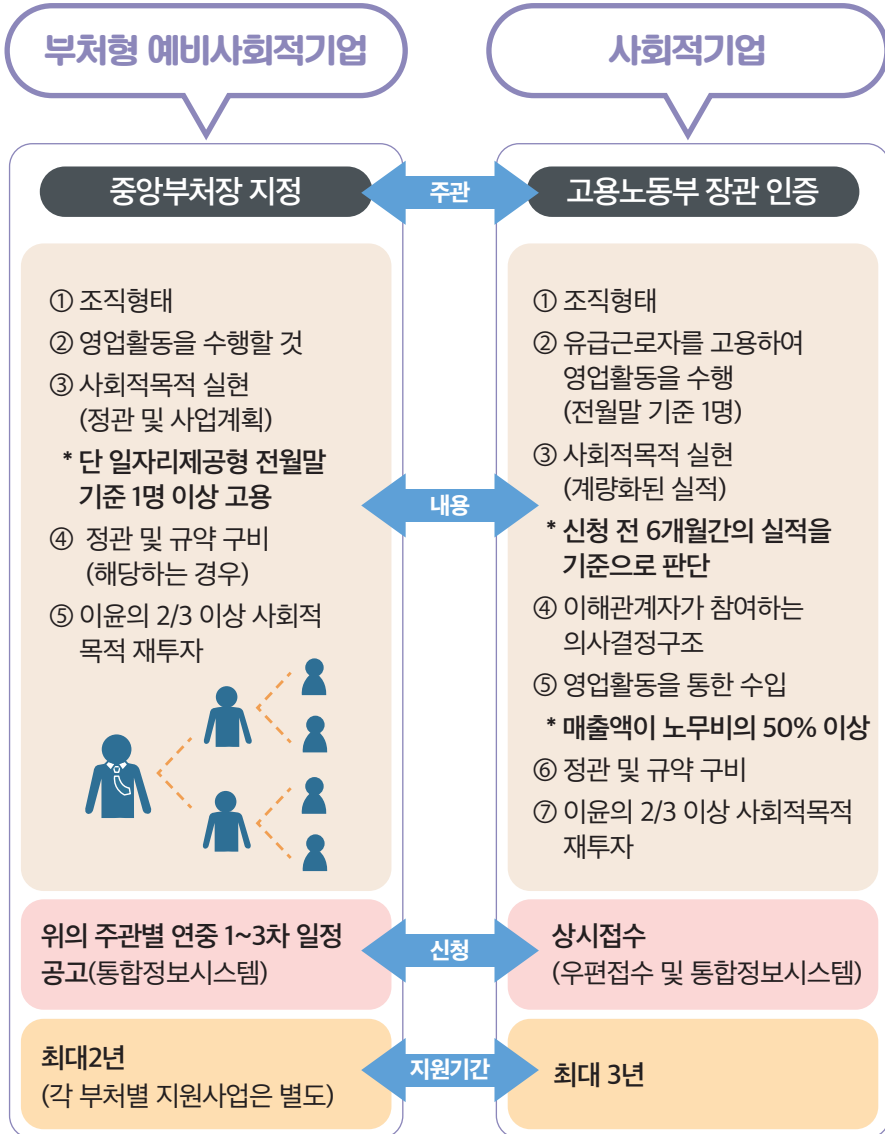 부처형 예비사회적기업
사회적기업
중앙부처장 지정
주관
고용노동부 장관 인증
① 조직형태
② 영업활동을 수행할 것
③ 사회적목적 실현
(정관 및 사업계획)
* 단 일자리제공형 전월말
기준 1명 이상 고용
④ 정관 및 규약 구비
(해당하는 경우)
⑤ 이윤의 2/3 이상 사회적
목적 재투자
내용
① 조직형태
② 유급근로자를 고용하여
영업활동을 수행
(전월말 기준 1명)
③ 사회적목적 실현
(계량화된 실적)
* 신청 전 6개월간의 실적을
기준으로 판단
④ 이해관계자가 참여하는
의사결정구조
⑤ 영업활동을 통한 수입
* 매출액이 노무비의 50% 이상
⑥ 정관 및 규약 구비
⑦ 이윤의 2/3 이상 사회적목적
재투자
위의 주관별 연중 1~3차 일정
공고(통합정보시스템)
신청
상시접수
(우편접수 및 통합정보시스템)
최대2년
(각 부처별 지원사업은 별도)
지원기간
최대 3년